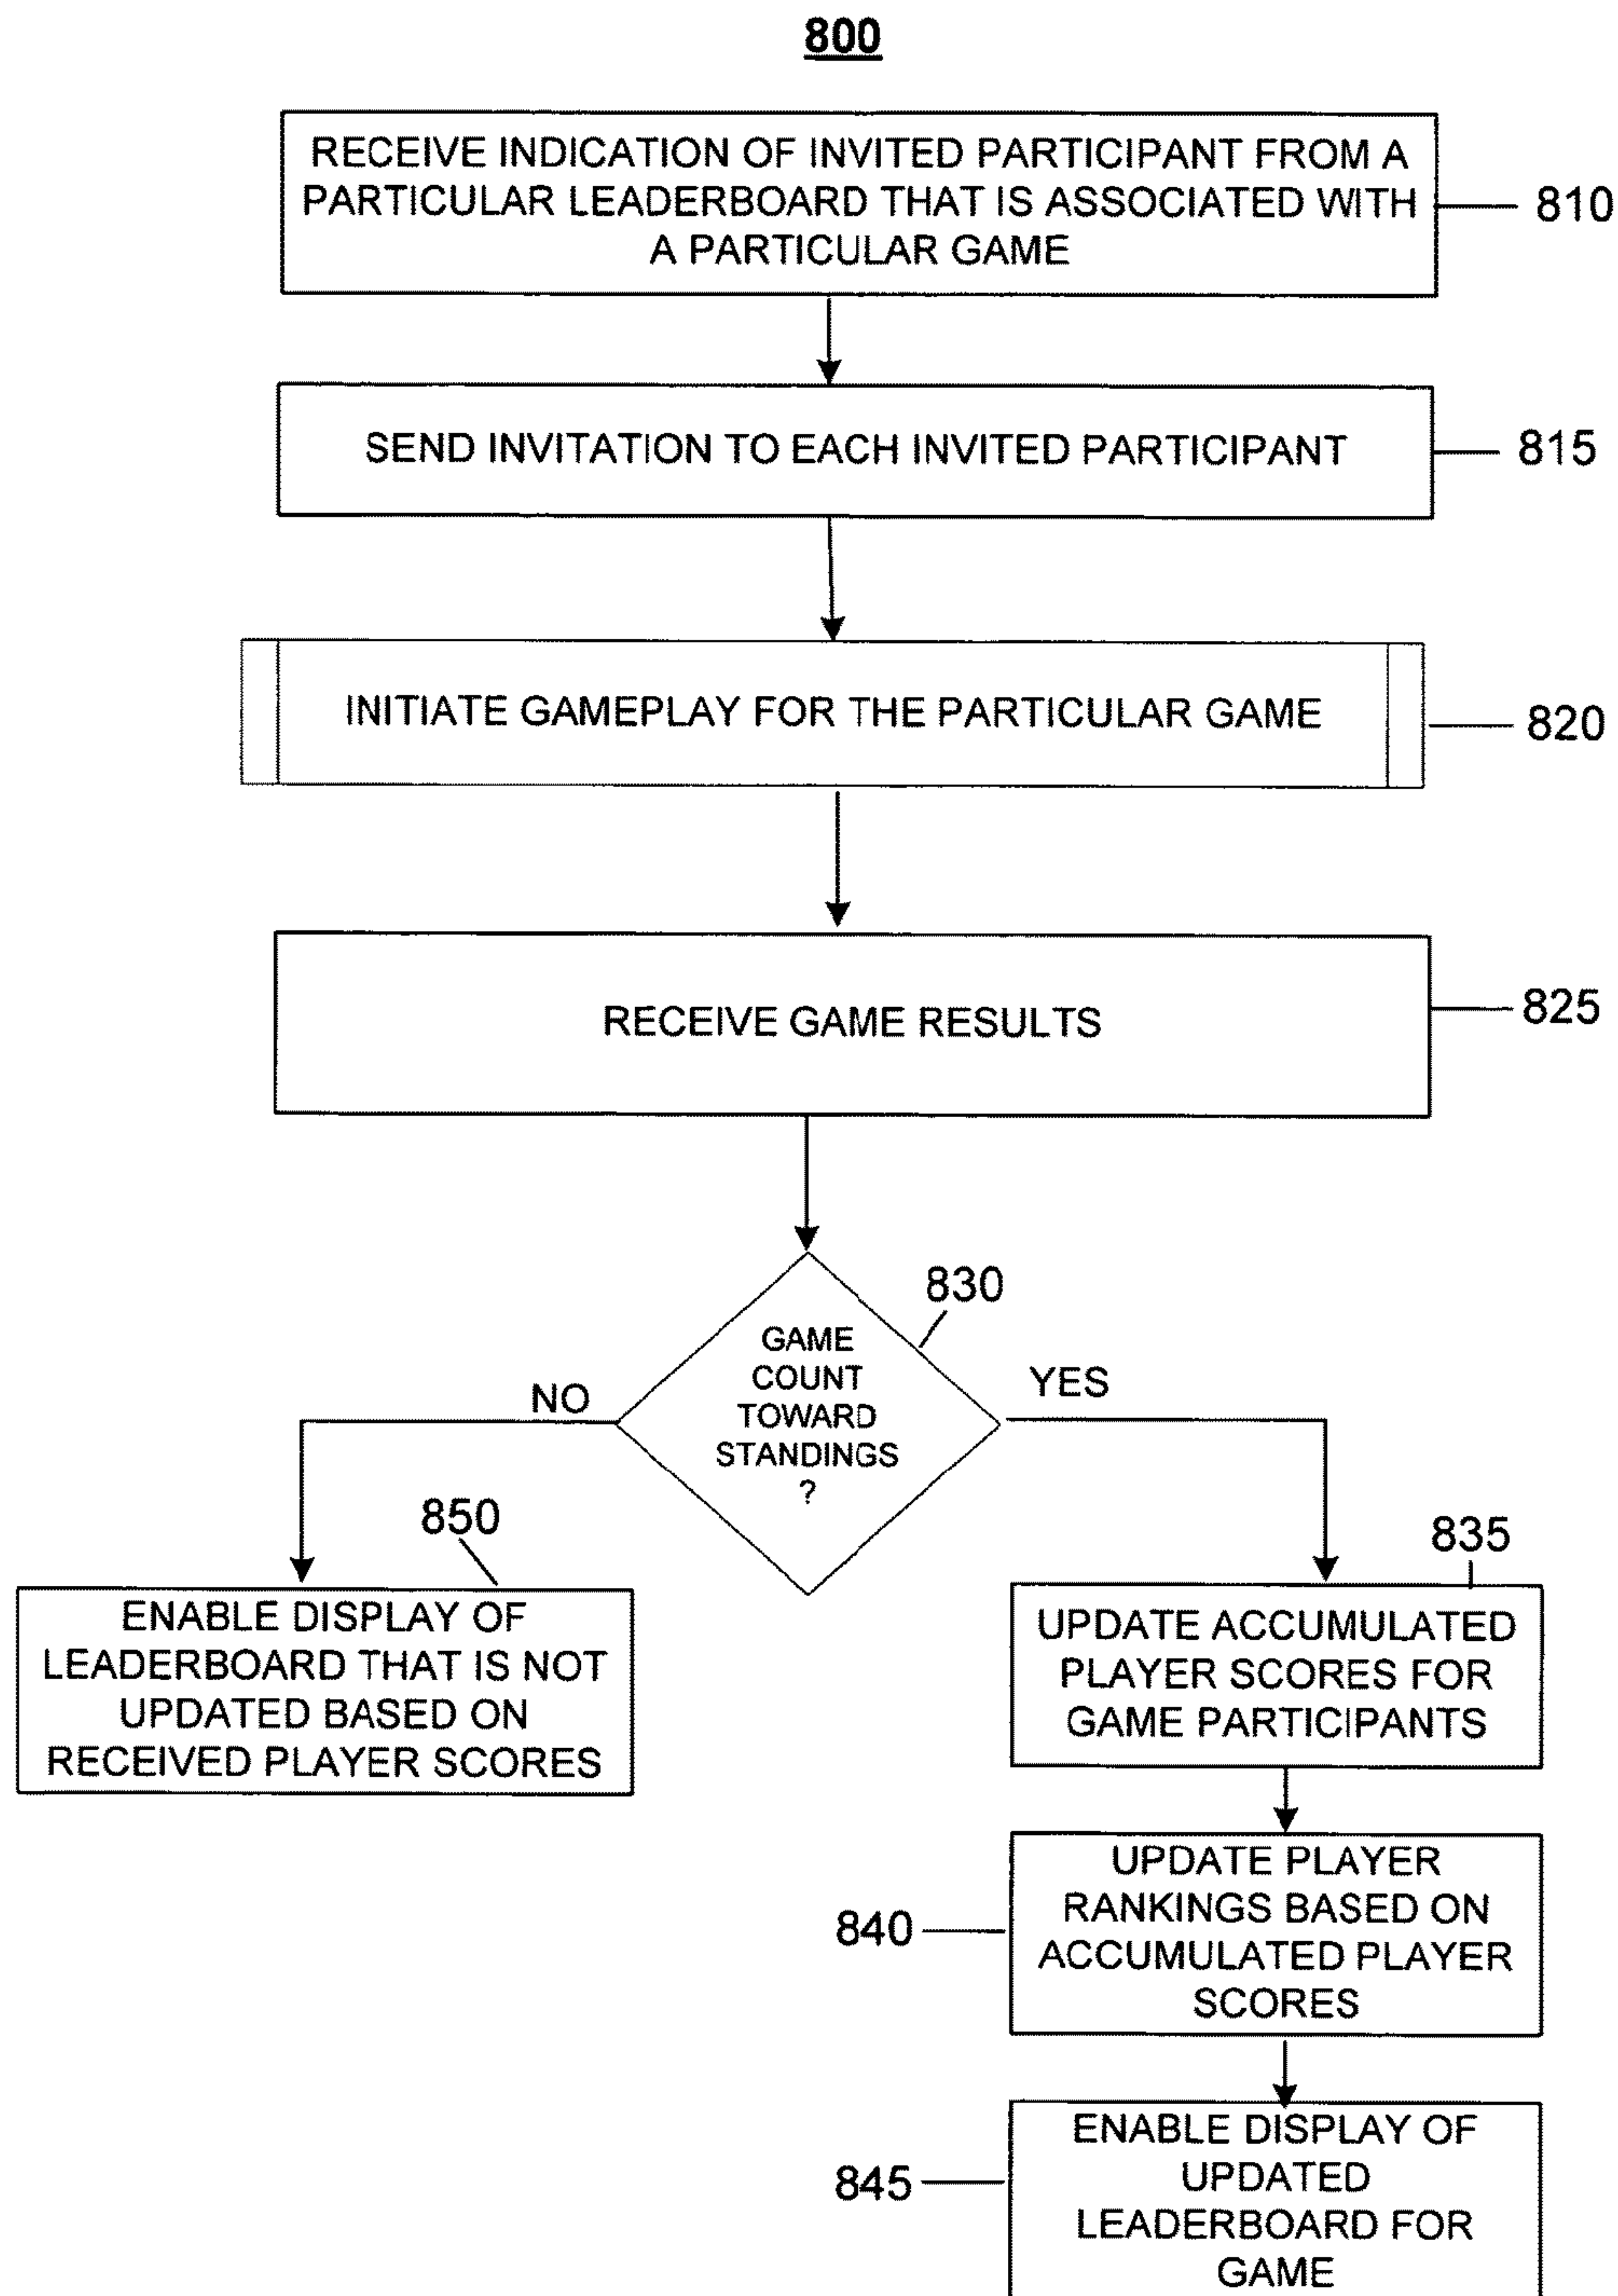 800
RECEIVE INDICATION OF INVITED PARTICIPANT FROM A
PARTICULAR LEADERBOARD THAT IS ASSOCIATED WITH
A PARTICULAR GAME
810
SEND INVITATION TO EACH INVITED PARTICIPANT
815
INITIATE GAMEPLAY FOR THE PARTICULAR GAME
820
RECEIVE GAME RESULTS
825
830
GAME
COUNT
TOWARD
STANDINGS
?
NO
YES
850
ENABLE DISPLAY OF
LEADERBOARD THAT IS NOT
UPDATED BASED ON
RECEIVED PLAYER SCORES
835
UPDATE ACCUMULATED
PLAYER SCORES FOR
GAME PARTICIPANTS
840
UPDATE PLAYER
RANKINGS BASED ON
ACCUMULATED PLAYER
SCORES
845
ENABLE DISPLAY OF
UPDATED
LEADERBOARD FOR
GAME